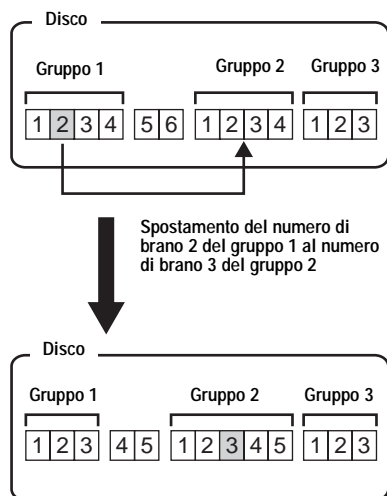 Disco
Gruppo 1 Gruppo 2 Gruppo 3
1 2 3 4 5 6 1 2 3 4 1 2 3
Spostamento del numero di
brano 2 del gruppo 1 al numero
di brano 3 del gruppo 2
Disco
Gruppo 1 Gruppo 2 Gruppo 3
1 2 3 4 5 1 2 3 4 5 1 2 3